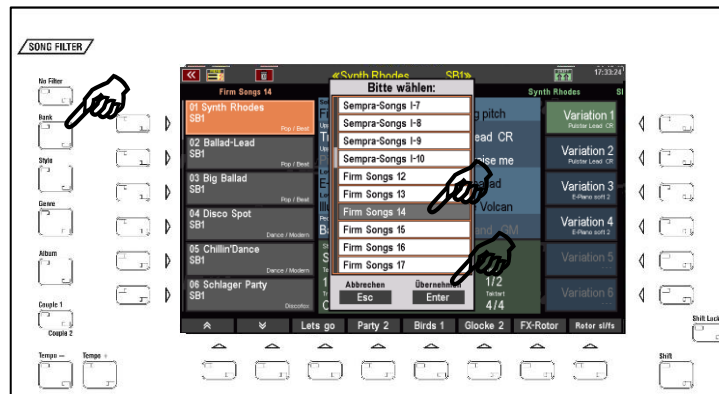 SONG FILTER
No Filter
Bank
Style
Genre
Album
Couple 1
Couple 2
Tempo –
Tempo +
Shift Lock
Shift
«Synth Rhodes SB1»
17:33:24
Firm Songs 14
Synth Rhodes
01 Synth Rhodes
SB1
Pop / Beat
02 Ballad-Lead
SB1
Pop / Beat
03 Big Ballad
SB1
Pop / Beat
04 Disco Spot
SB1
Dance / Modern
05 Chillin'Dance
SB1
Dance / Modern
06 Schlager Party
SB1
Discofox
Bitte wählen:
Sempra-Songs I-7
Sempra-Songs I-8
Sempra-Songs I-9
Sempra-Songs I-10
Firm Songs 12
Firm Songs 13
Firm Songs 14
Firm Songs 15
Firm Songs 16
Firm Songs 17
Abbrechen
Esc
Übernehmen
Enter
pitch
ead CR
ise me
Volcan
GM
1/2
4/4
Variation 1
Pulstar Lead CR
Variation 2
Pulstar Lead CR
Variation 3
E-Piano soft 2
Variation 4
E-Piano soft 2
Variation 5
Variation 6
Lets go
Party 2
Birds 1
Glocke 2
FX-Rotor
Rotor sl/fs